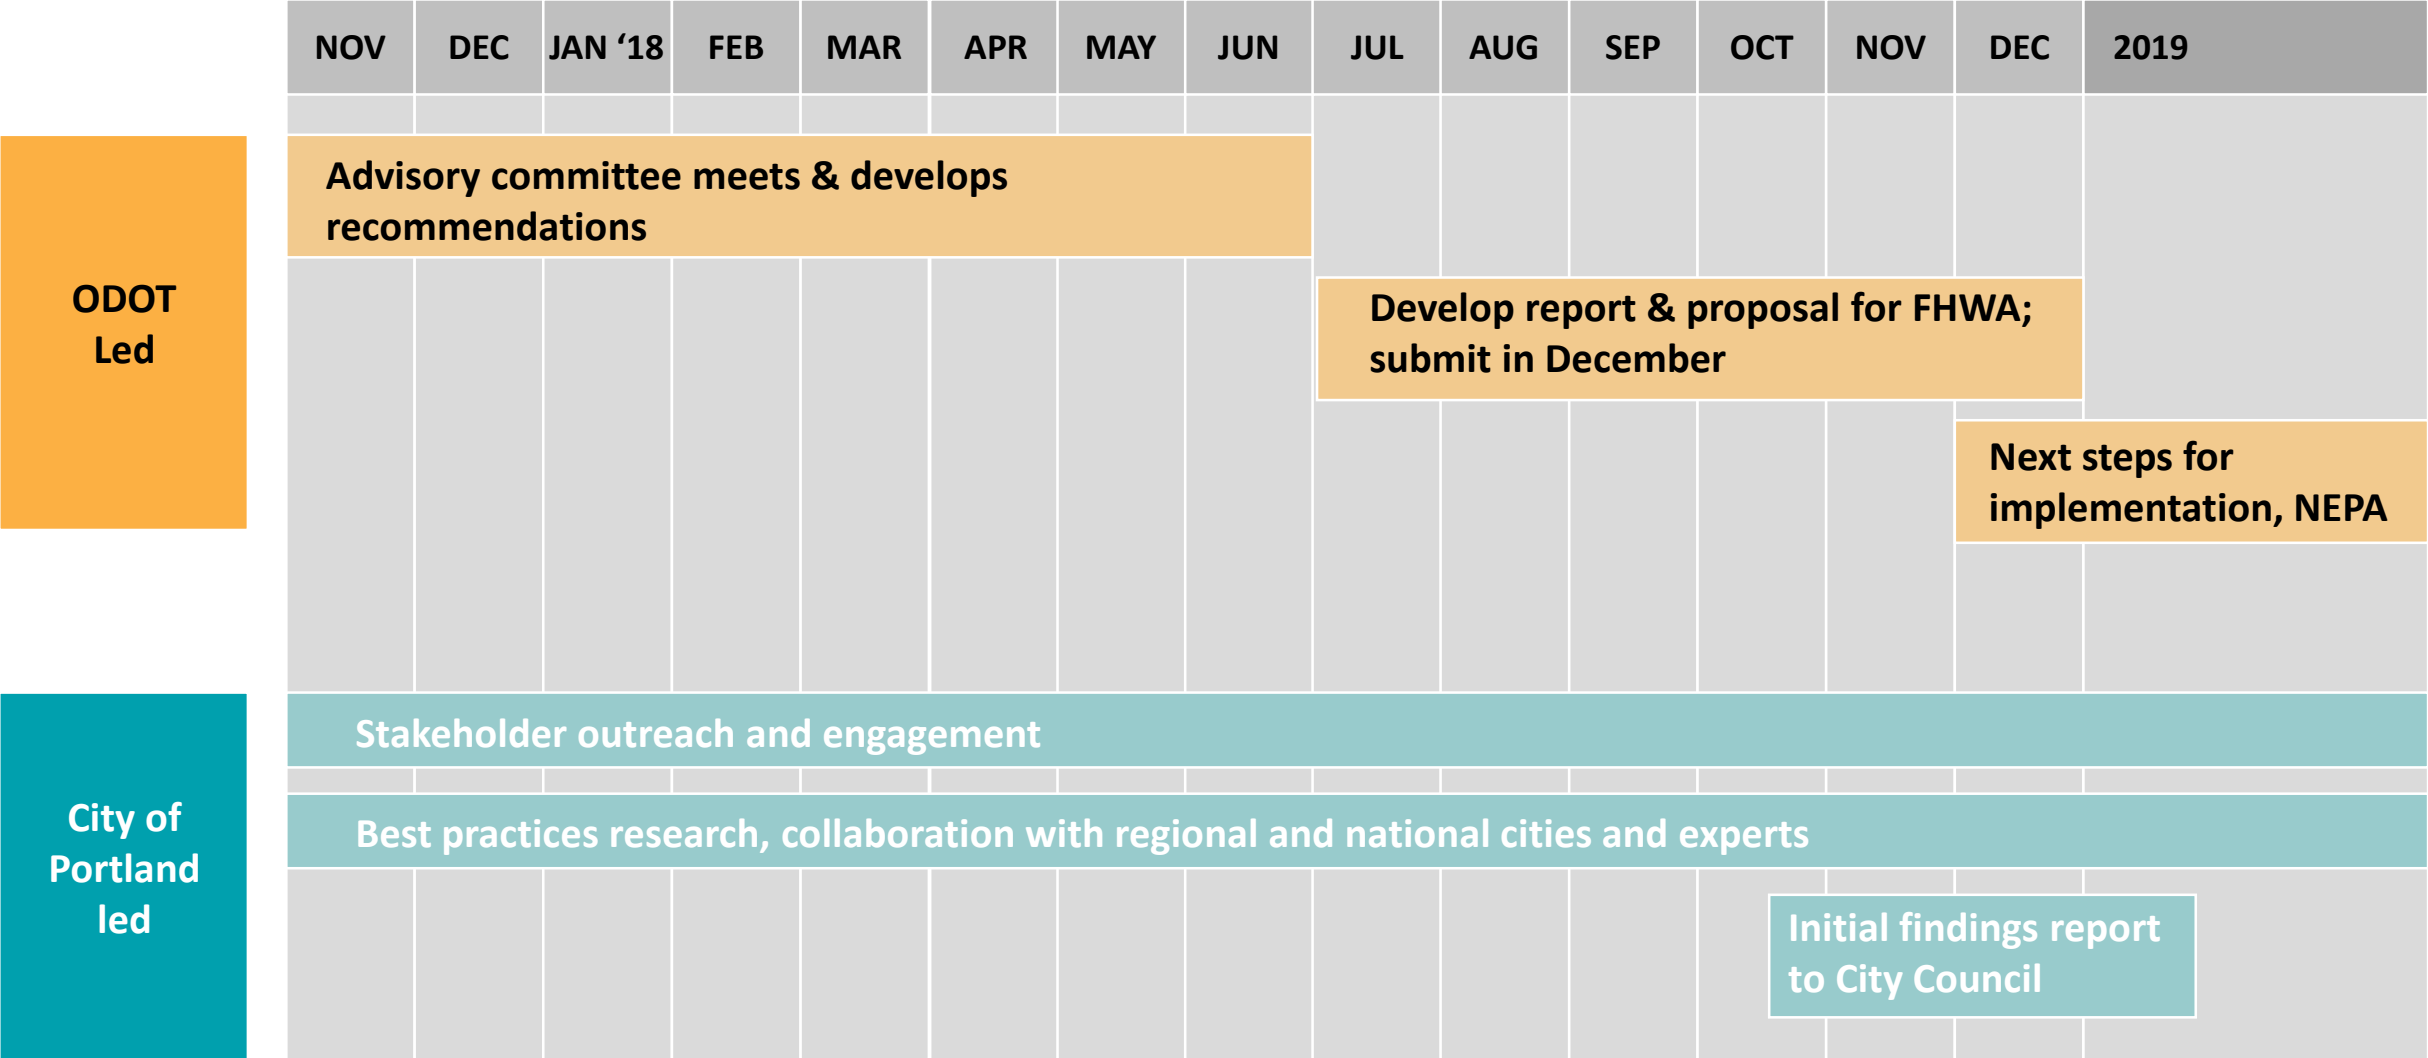 NOV DEC JAN ‘18 FEB MAR APR MAY JUN JUL AUG SEP OCT NOV DEC 2019
ODOT
Led
Advisory committee meets & develops
recommendations
Develop report & proposal for FHWA;
submit in December
Next steps for
implementation, NEPA
City of
Portland
led
Stakeholder outreach and engagement
Best practices research, collaboration with regional and national cities and experts
Initial findings report
to City Council